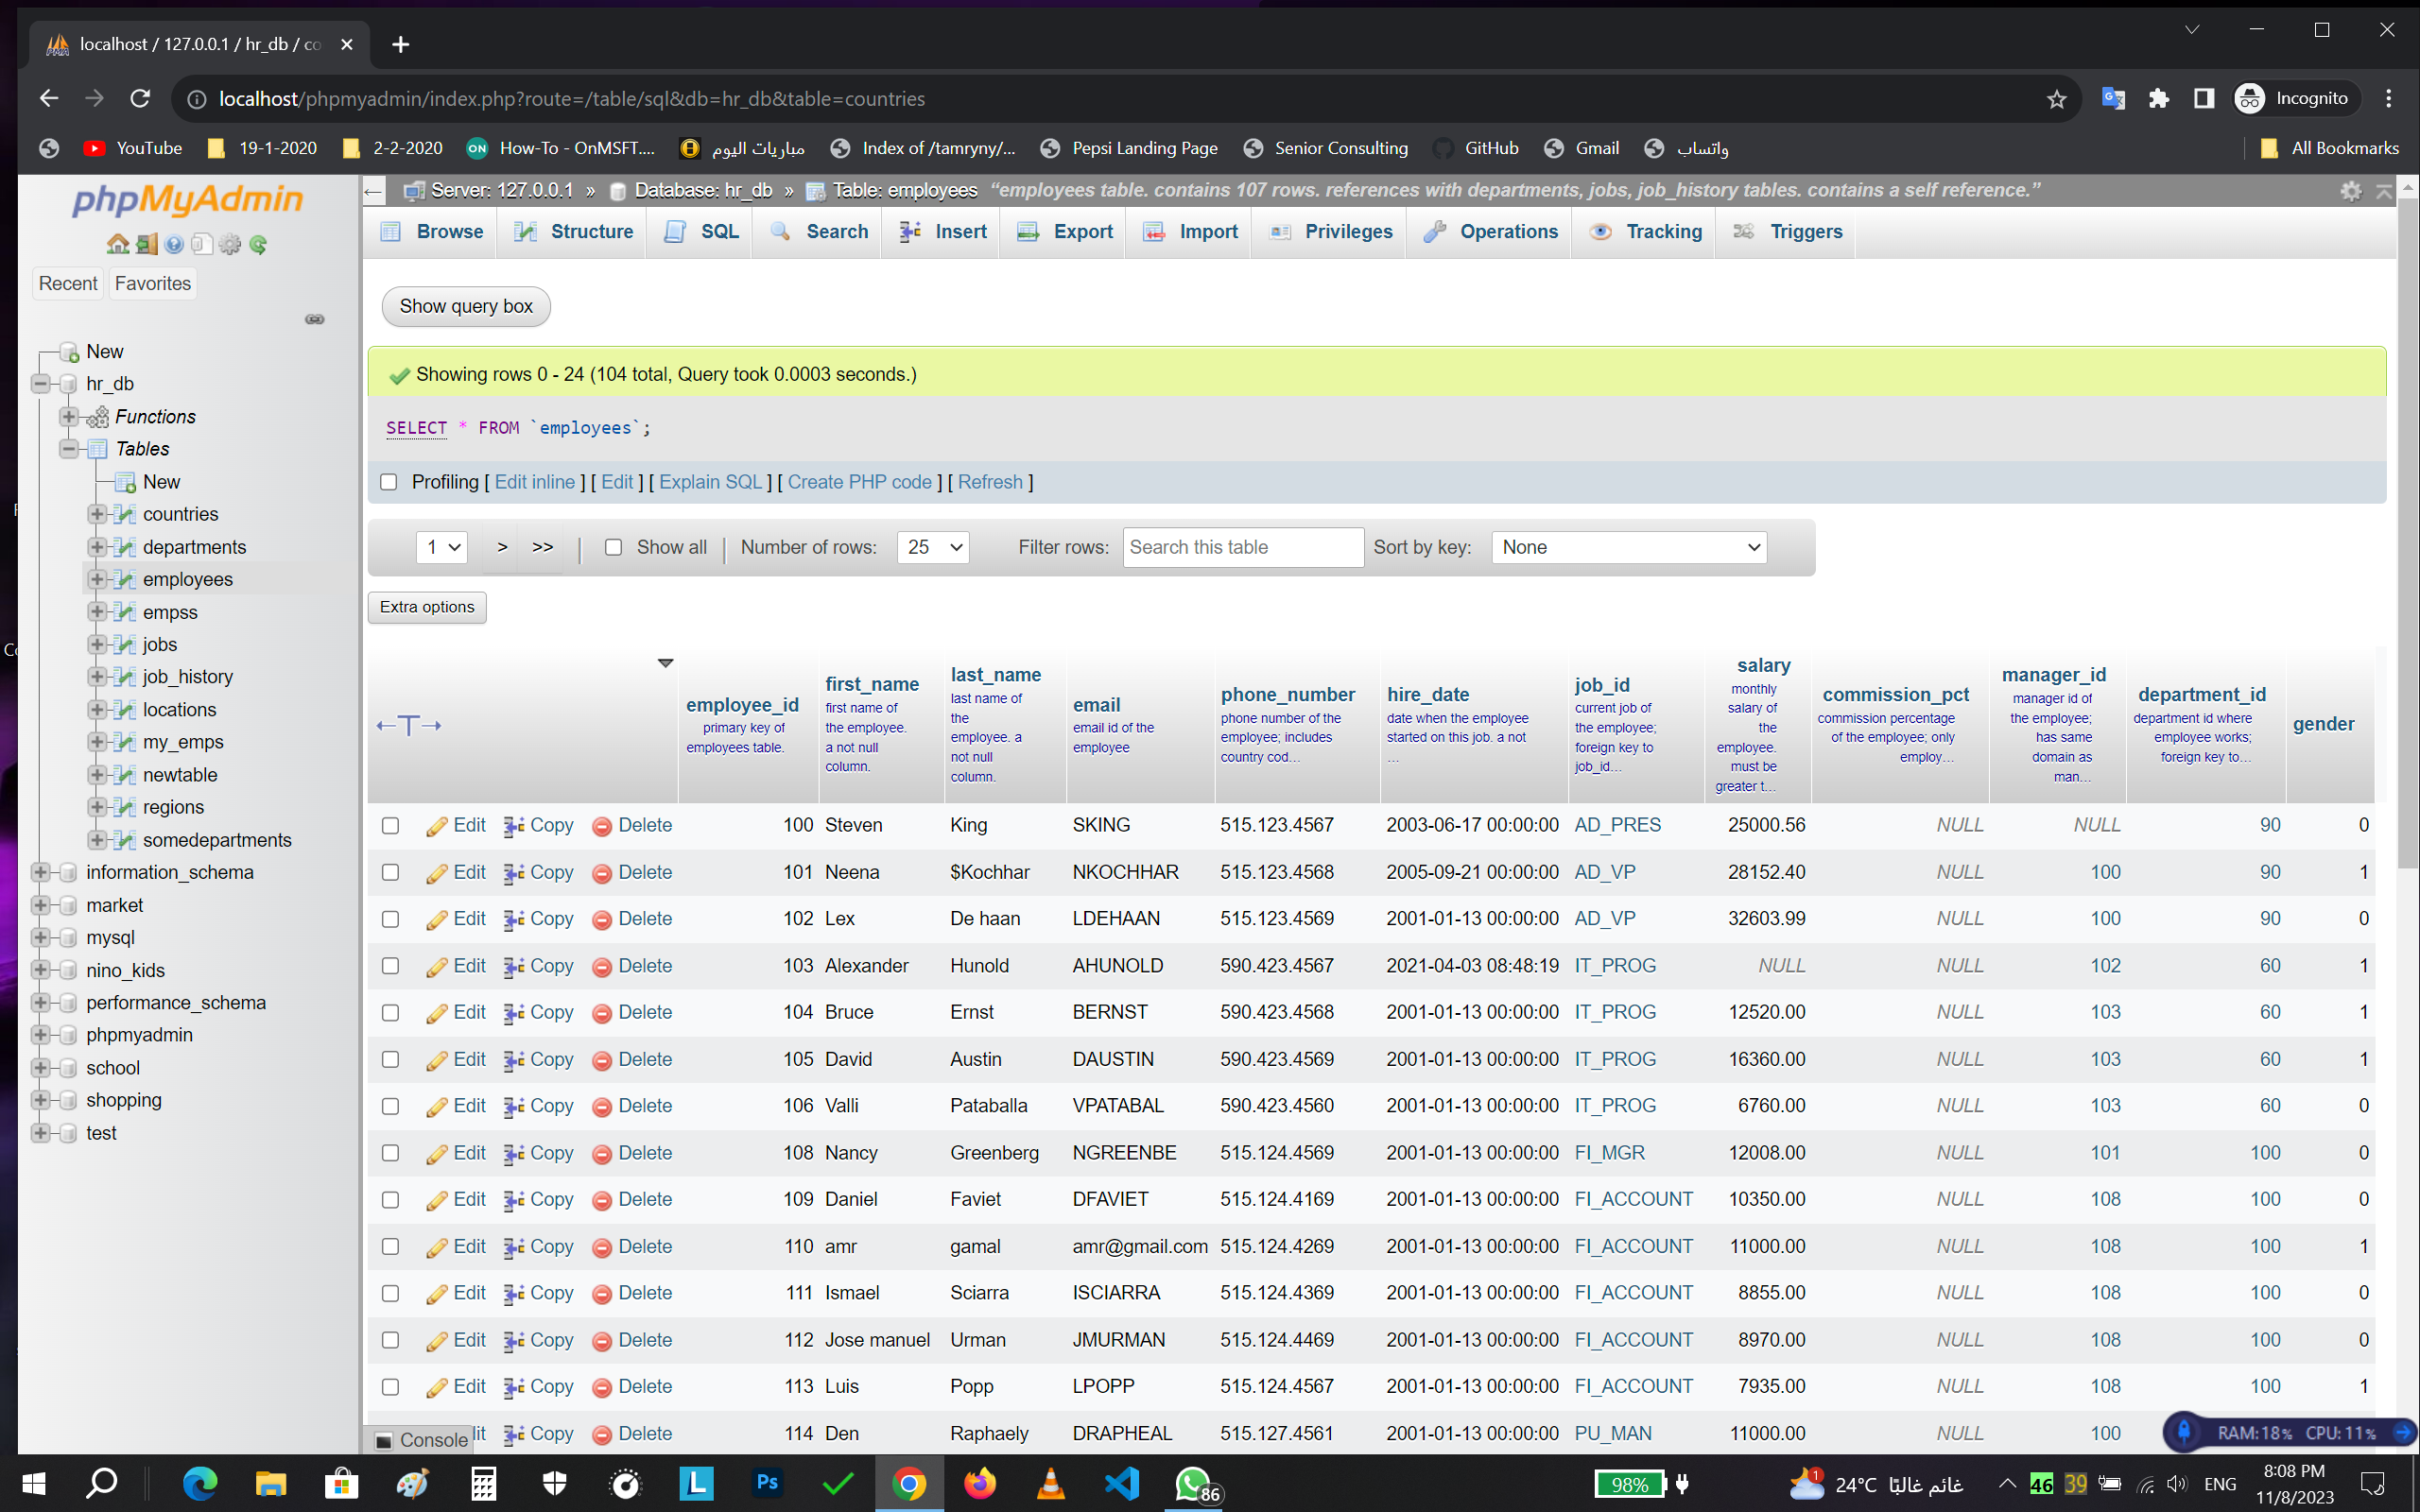 localhost / 127.0.0.1 / hr_db / co
localhost/phpmyadmin/index.php?route=/table/sql&db=hr_db&table=countries
Incognito
YouTube
19-1-2020
2-2-2020
ON
How-To - OnMSFT....
مباريات اليوم
Index of /tamryny/...
Pepsi Landing Page
Senior Consulting
GitHub
Gmail
واتساب
All Bookmarks
phpMyAdmin
Recent
Favorites
New
hr_db
Functions
Tables
New
countries
departments
employees
empss
jobs
job_history
locations
my_emps
newtable
regions
somedepartments
information_schema
market
mysql
nino_kids
performance_schema
phpmyadmin
school
shopping
test
Server: 127.0.0.1 » Database: hr_db » Table: employees “employees table. contains 107 rows. references with departments, jobs, job_history tables. contains a self reference.”
Browse Structure SQL Search Insert Export Import Privileges Operations Tracking Triggers
Show query box
Showing rows 0 - 24 (104 total, Query took 0.0003 seconds.)
SELECT * FROM `employees`;
Profiling [ Edit inline ] [ Edit ] [ Explain SQL ] [ Create PHP code ] [ Refresh ]
1 > >> | Show all | Number of rows: 25 Filter rows: Search this table Sort by key: None
Extra options
←T→
employee_id
primary key of
employees table.
first_name
first name of
the employee.
a not null
column.
last_name
last name of
the
employee. a
not null
column.
email
email id of the
employee
phone_number
phone number of the
employee; includes
country cod...
hire_date
date when the employee
started on this job. a not
...
job_id
current job of
the employee;
foreign key to
job_id...
salary
monthly
salary of
the
employee.
must be
greater t...
commission_pct
commission percentage
of the employee; only
employ...
manager_id
manager id of
the employee;
has same
domain as
man...
department_id
department id where
employee works;
foreign key to...
gender
Edit Copy Delete 100 Steven King SKING 515.123.4567 2003-06-17 00:00:00 AD_PRES 25000.56 NULL NULL 90 0
Edit Copy Delete 101 Neena $Kochhar NKOCHHAR 515.123.4568 2005-09-21 00:00:00 AD_VP 28152.40 NULL 100 90 1
Edit Copy Delete 102 Lex De haan LDEHAAN 515.123.4569 2001-01-13 00:00:00 AD_VP 32603.99 NULL 100 90 0
Edit Copy Delete 103 Alexander Hunold AHUNOLD 590.423.4567 2021-04-03 08:48:19 IT_PROG NULL NULL 102 60 1
Edit Copy Delete 104 Bruce Ernst BERNST 590.423.4568 2001-01-13 00:00:00 IT_PROG 12520.00 NULL 103 60 1
Edit Copy Delete 105 David Austin DAUSTIN 590.423.4569 2001-01-13 00:00:00 IT_PROG 16360.00 NULL 103 60 1
Edit Copy Delete 106 Valli Pataballa VPATABAL 590.423.4560 2001-01-13 00:00:00 IT_PROG 6760.00 NULL 103 60 0
Edit Copy Delete 108 Nancy Greenberg NGREENBE 515.124.4569 2001-01-13 00:00:00 FI_MGR 12008.00 NULL 101 100 0
Edit Copy Delete 109 Daniel Faviet DFAVIET 515.124.4169 2001-01-13 00:00:00 FI_ACCOUNT 10350.00 NULL 108 100 0
Edit Copy Delete 110 amr gamal amr@gmail.com 515.124.4269 2001-01-13 00:00:00 FI_ACCOUNT 11000.00 NULL 108 100 1
Edit Copy Delete 111 Ismael Sciarra ISCIARRA 515.124.4369 2001-01-13 00:00:00 FI_ACCOUNT 8855.00 NULL 108 100 0
Edit Copy Delete 112 Jose manuel Urman JMURMAN 515.124.4469 2001-01-13 00:00:00 FI_ACCOUNT 8970.00 NULL 108 100 0
Edit Copy Delete 113 Luis Popp LPOPP 515.124.4567 2001-01-13 00:00:00 FI_ACCOUNT 7935.00 NULL 108 100 1
Console it Copy Delete 114 Den Raphaely DRAPHEAL 515.127.4561 2001-01-13 00:00:00 PU_MAN 11000.00 NULL 100
RAM:18% CPU:11%
L
Ps
86
98%
1
24°C غائم غالبًا
46
39
ENG
8:08 PM
11/8/2023